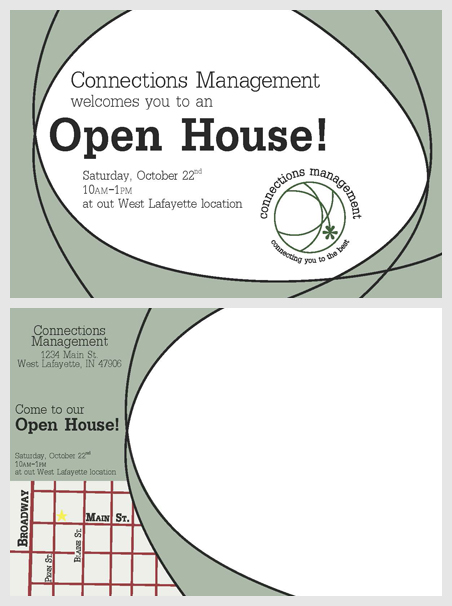 Connections Management
welcomes you to an
Open House!
Saturday, October 22nd
10AM-1PM
at out West Lafayette location
connections management
connecting you to the best
Connections
Management
1234 Main St.
West Lafayette, IN 47906
Come to our
Open House!
Saturday, October 22nd
10AM-1PM
at out West Lafayette location
BROADWAY
MAIN ST.
PENN ST.
BLAINE ST.